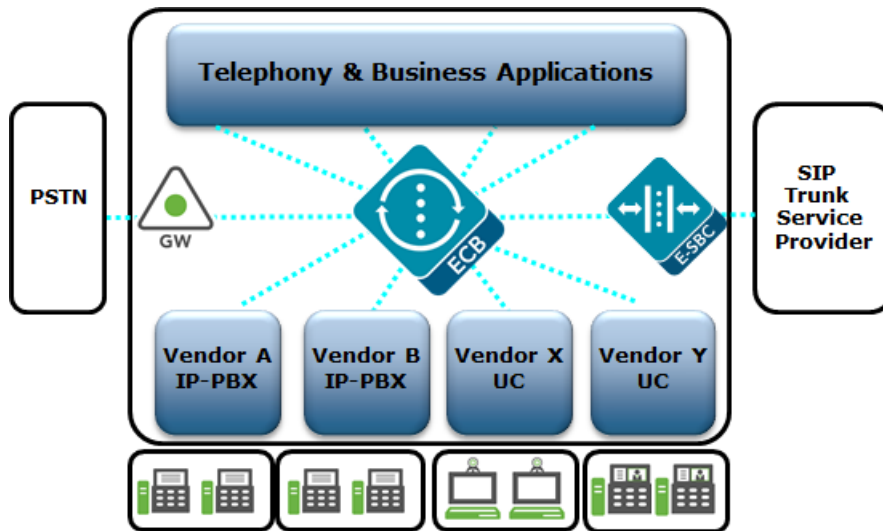 Telephony & Business Applications
PSTN
GW
ECB
E-SBC
SIP
Trunk
Service
Provider
Vendor A
IP-PBX
Vendor B
IP-PBX
Vendor X
UC
Vendor Y
UC